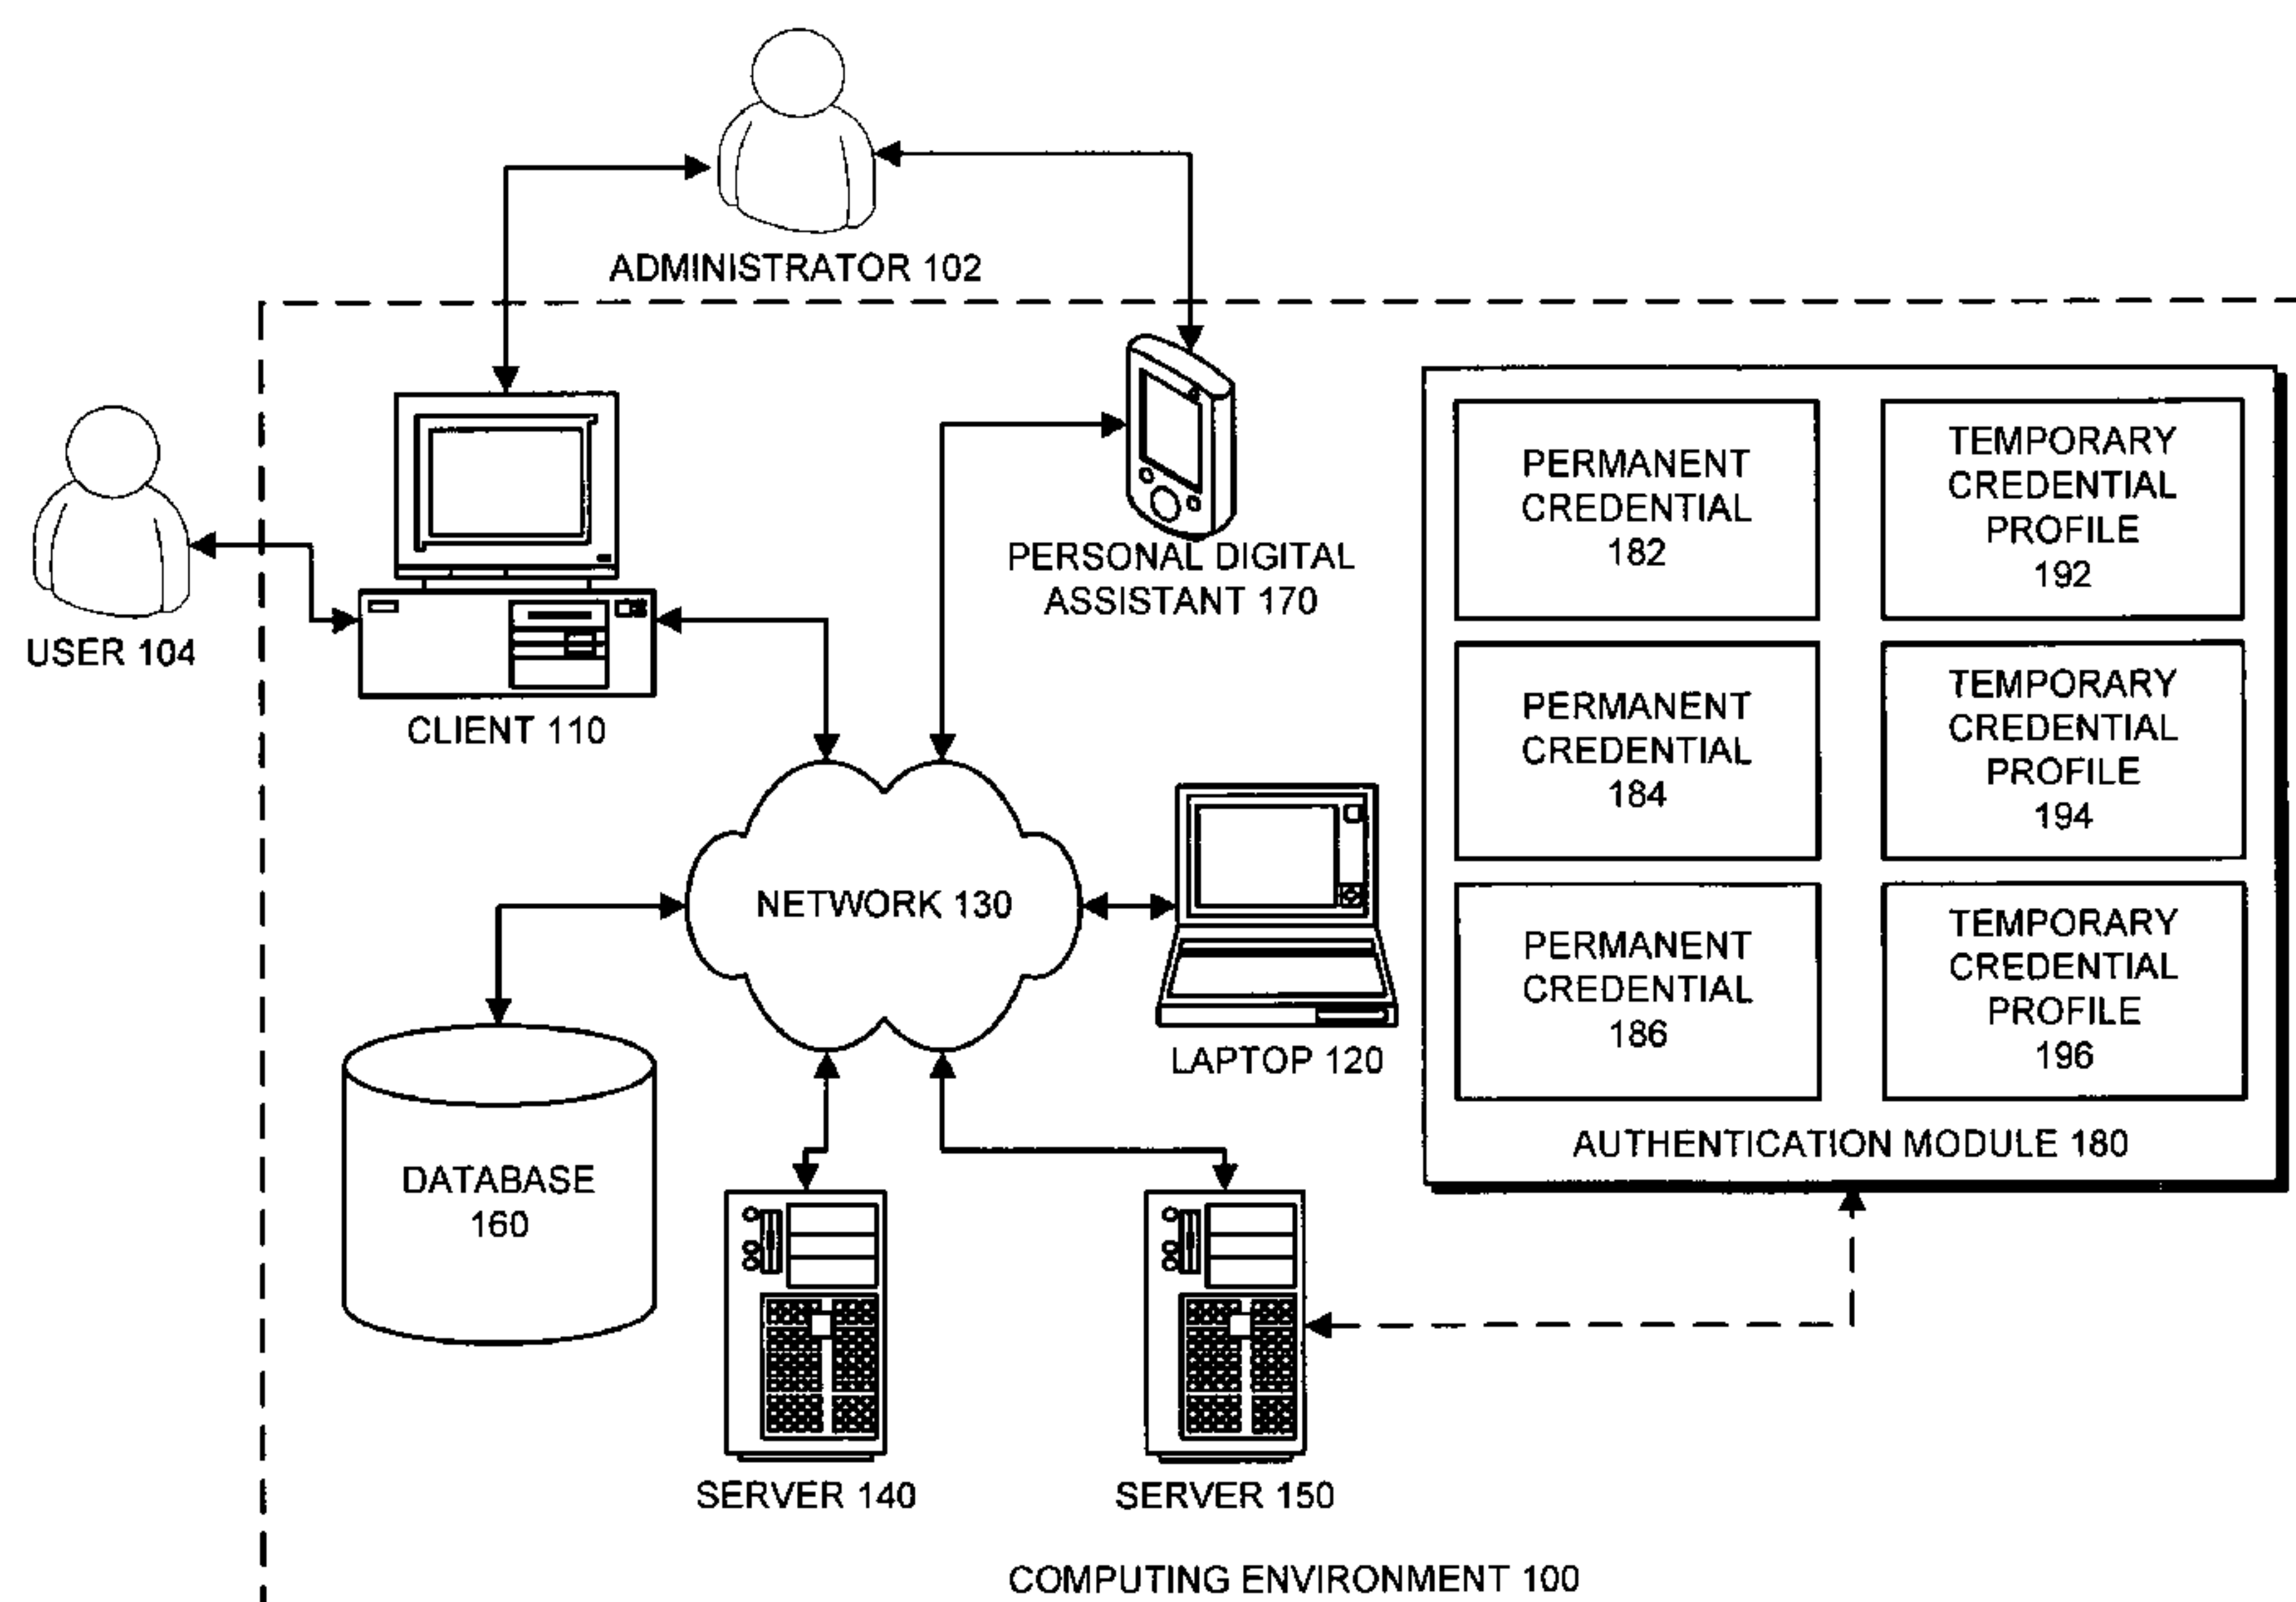 ADMINISTRATOR 102
USER 104
CLIENT 110
PERSONAL DIGITAL
ASSISTANT 170
NETWORK 130
LAPTOP 120
DATABASE
160
SERVER 140
SERVER 150
PERMANENT
CREDENTIAL
182
TEMPORARY
CREDENTIAL
PROFILE
192
PERMANENT
CREDENTIAL
184
TEMPORARY
CREDENTIAL
PROFILE
194
PERMANENT
CREDENTIAL
186
TEMPORARY
CREDENTIAL
PROFILE
196
AUTHENTICATION MODULE 180
COMPUTING ENVIRONMENT 100